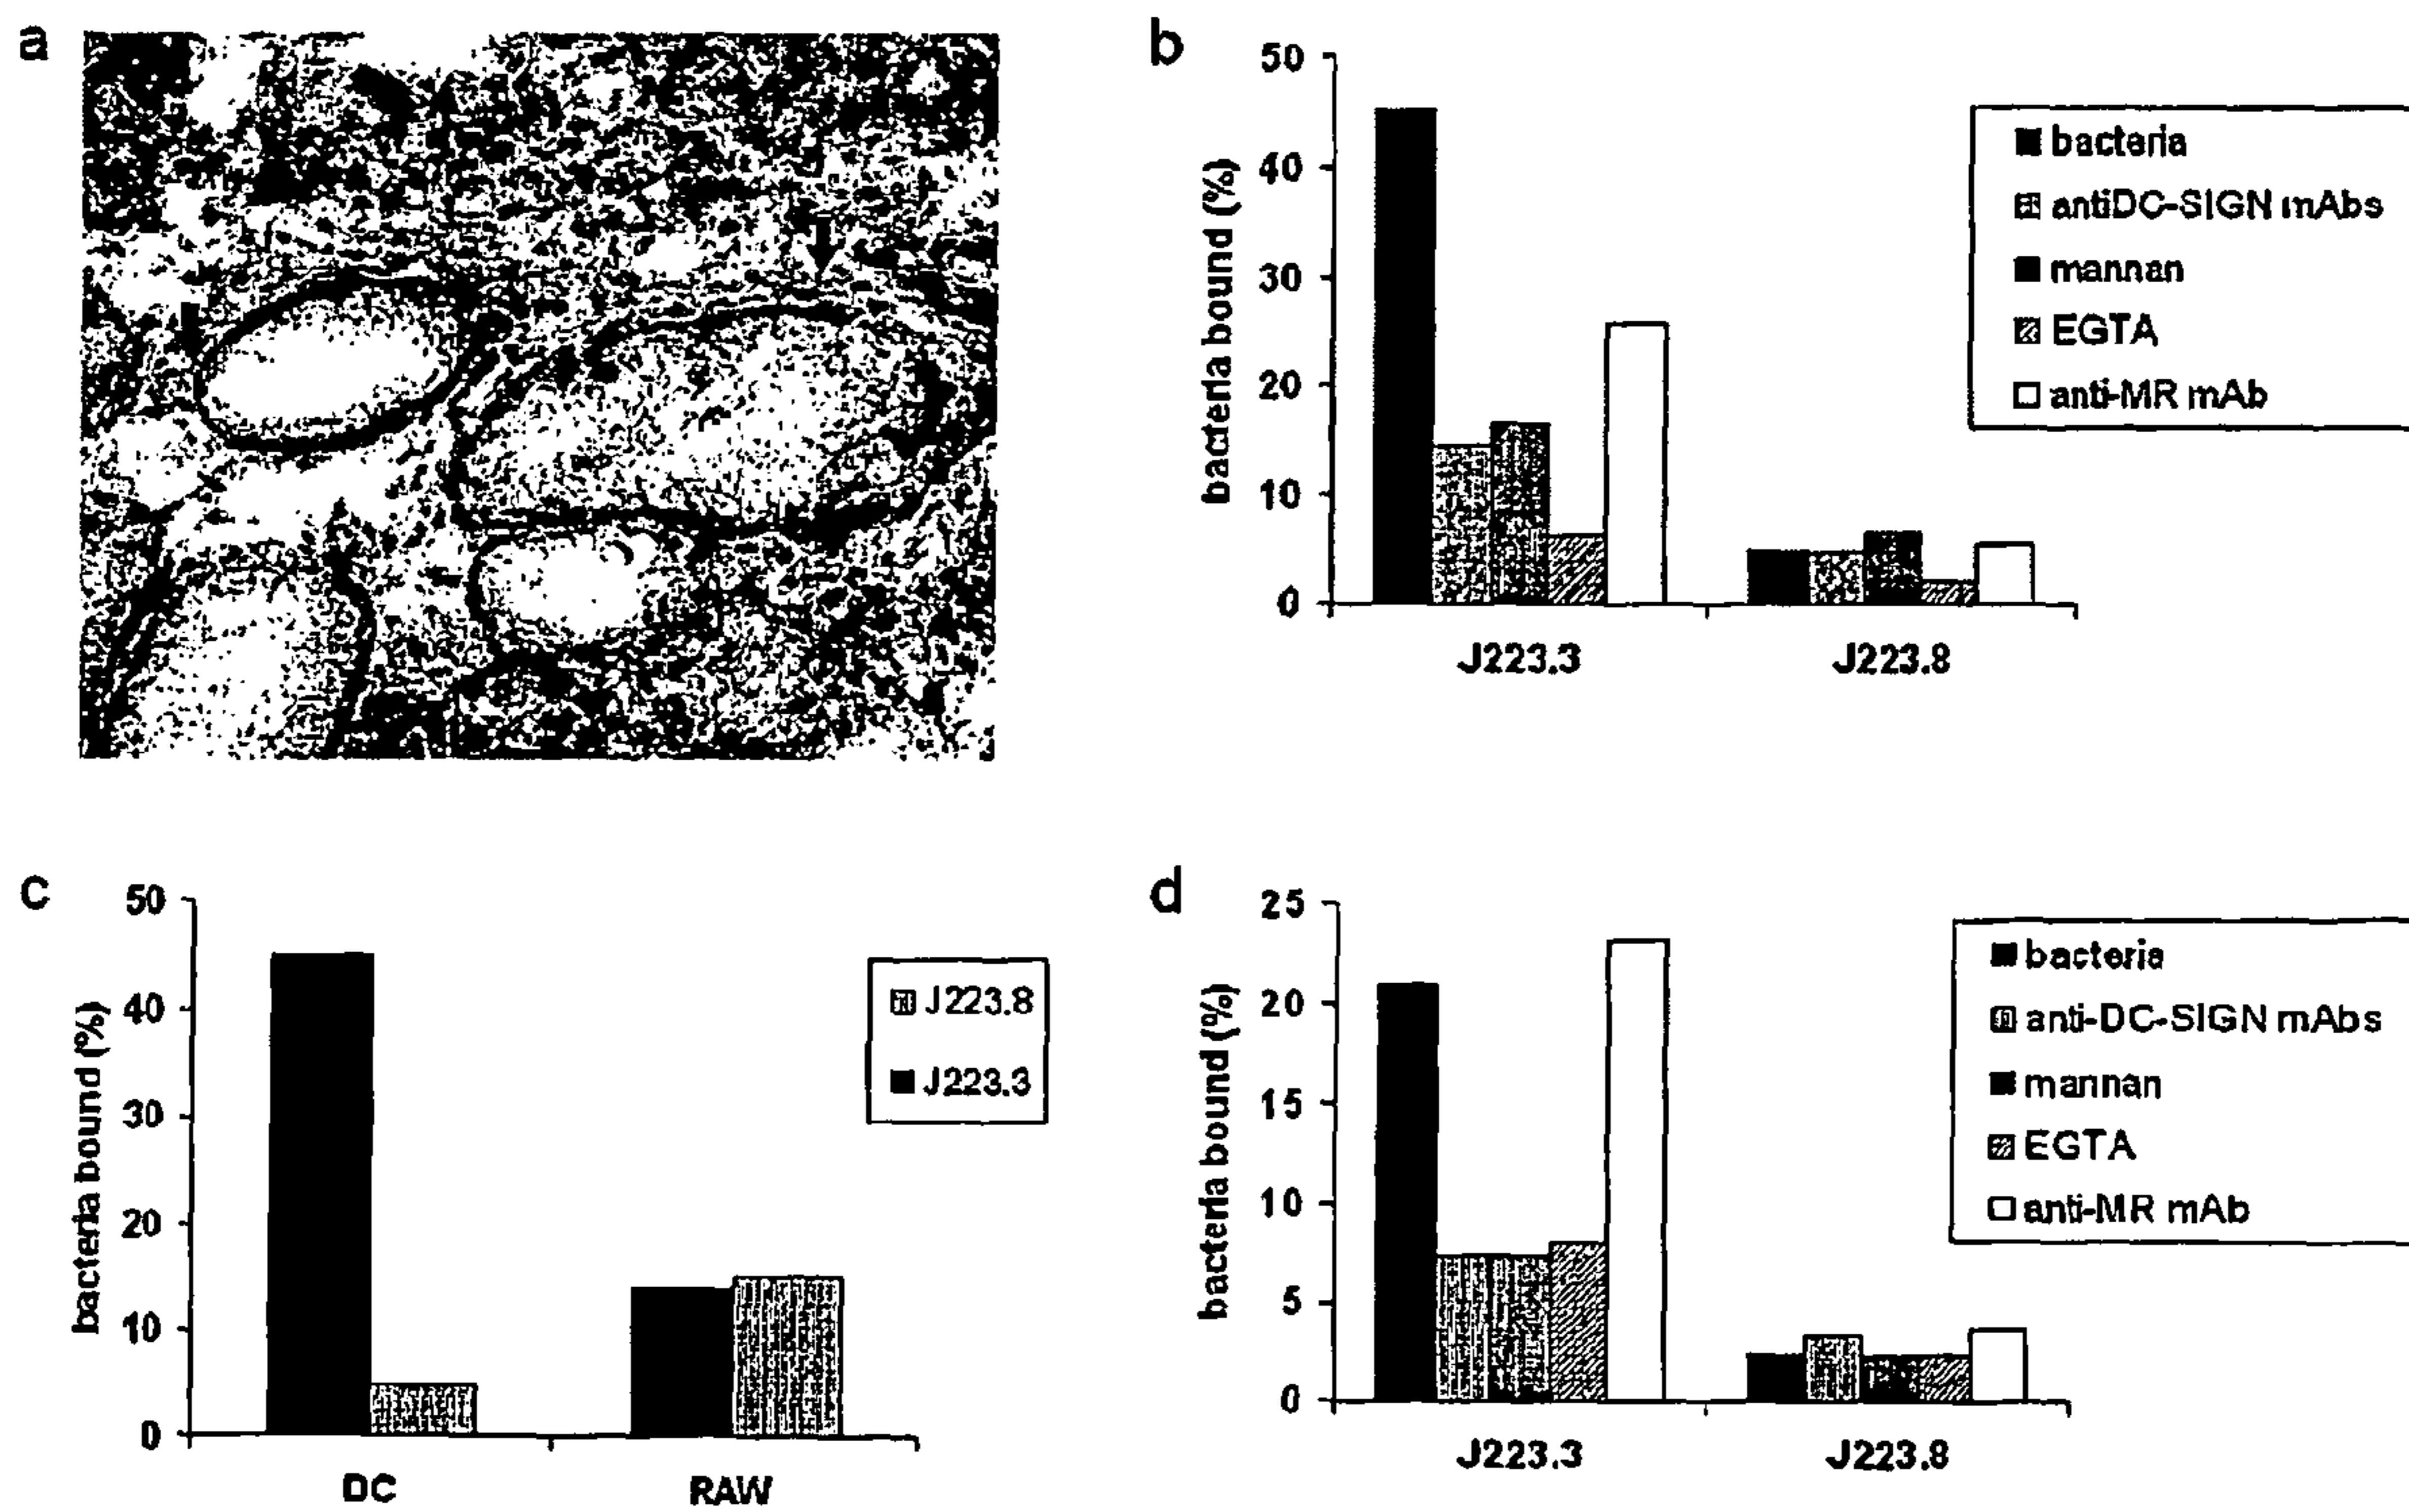 a
b
50
40
30
20
10
0
bacteria bound (%)
J223.3
J223.8
bacteria
antiDC-SIGN mAbs
mannan
EGTA
anti-MR mAb
c
50
40
30
20
10
0
bacteria bound (%)
DC
RAW
J223.8
J223.3
d
25
20
15
10
5
0
bacteria bound (%)
J223.3
J223.8
bacteria
anti-DC-SIGN mAbs
mannan
EGTA
anti-MR mAb